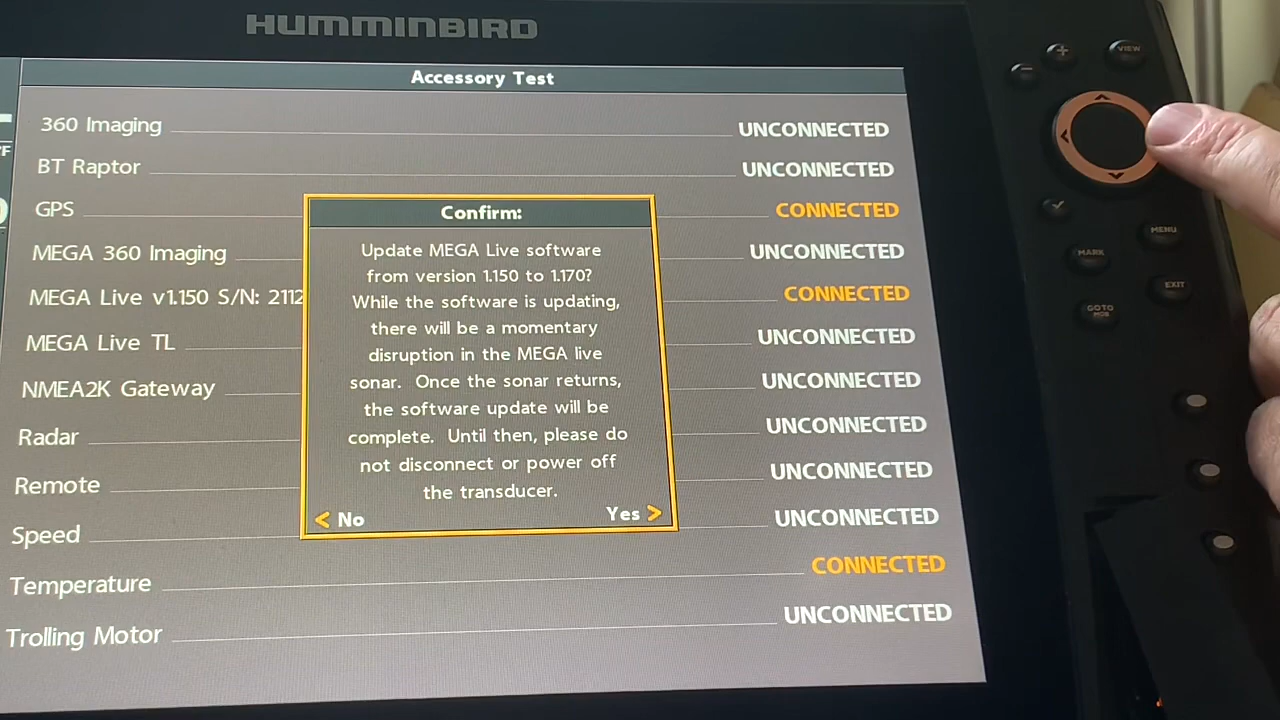 HUMMINBIRD
Accessory Test
360 Imaging UNCONNECTED
BT Raptor UNCONNECTED
GPS CONNECTED
MEGA 360 Imaging UNCONNECTED
MEGA Live v1.150 S/N: 2112 CONNECTED
MEGA Live TL UNCONNECTED
NMEA2K Gateway UNCONNECTED
Radar UNCONNECTED
Remote UNCONNECTED
Speed UNCONNECTED
Temperature CONNECTED
Trolling Motor UNCONNECTED
Confirm:
Update MEGA Live software
from version 1.150 to 1.170?
While the software is updating,
there will be a momentary
disruption in the MEGA live
sonar. Once the sonar returns,
the software update will be
complete. Until then, please do
not disconnect or power off
the transducer.
< No Yes >
+
-
VIEW
MENU
MARK
EXIT
GOTO
MOB